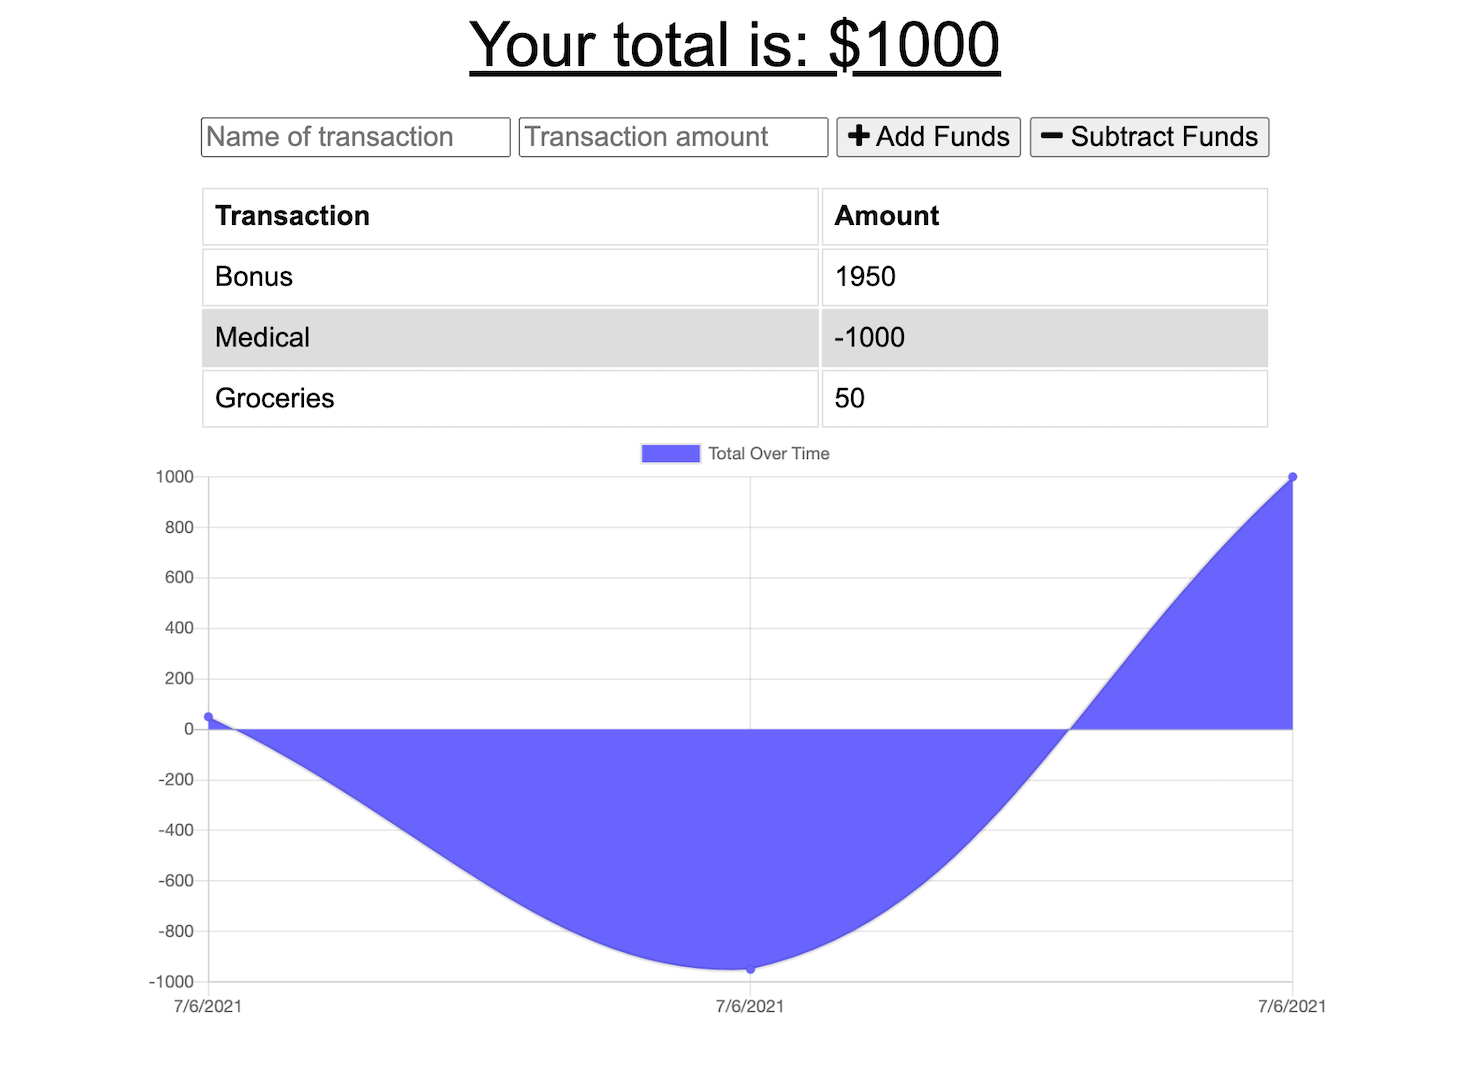 Your total is: $1000
Name of transaction Transaction amount + Add Funds − Subtract Funds
Transaction Amount
Bonus 1950
Medical -1000
Groceries 50
Total Over Time
1000
800
600
400
200
0
-200
-400
-600
-800
-1000
7/6/2021 7/6/2021 7/6/2021